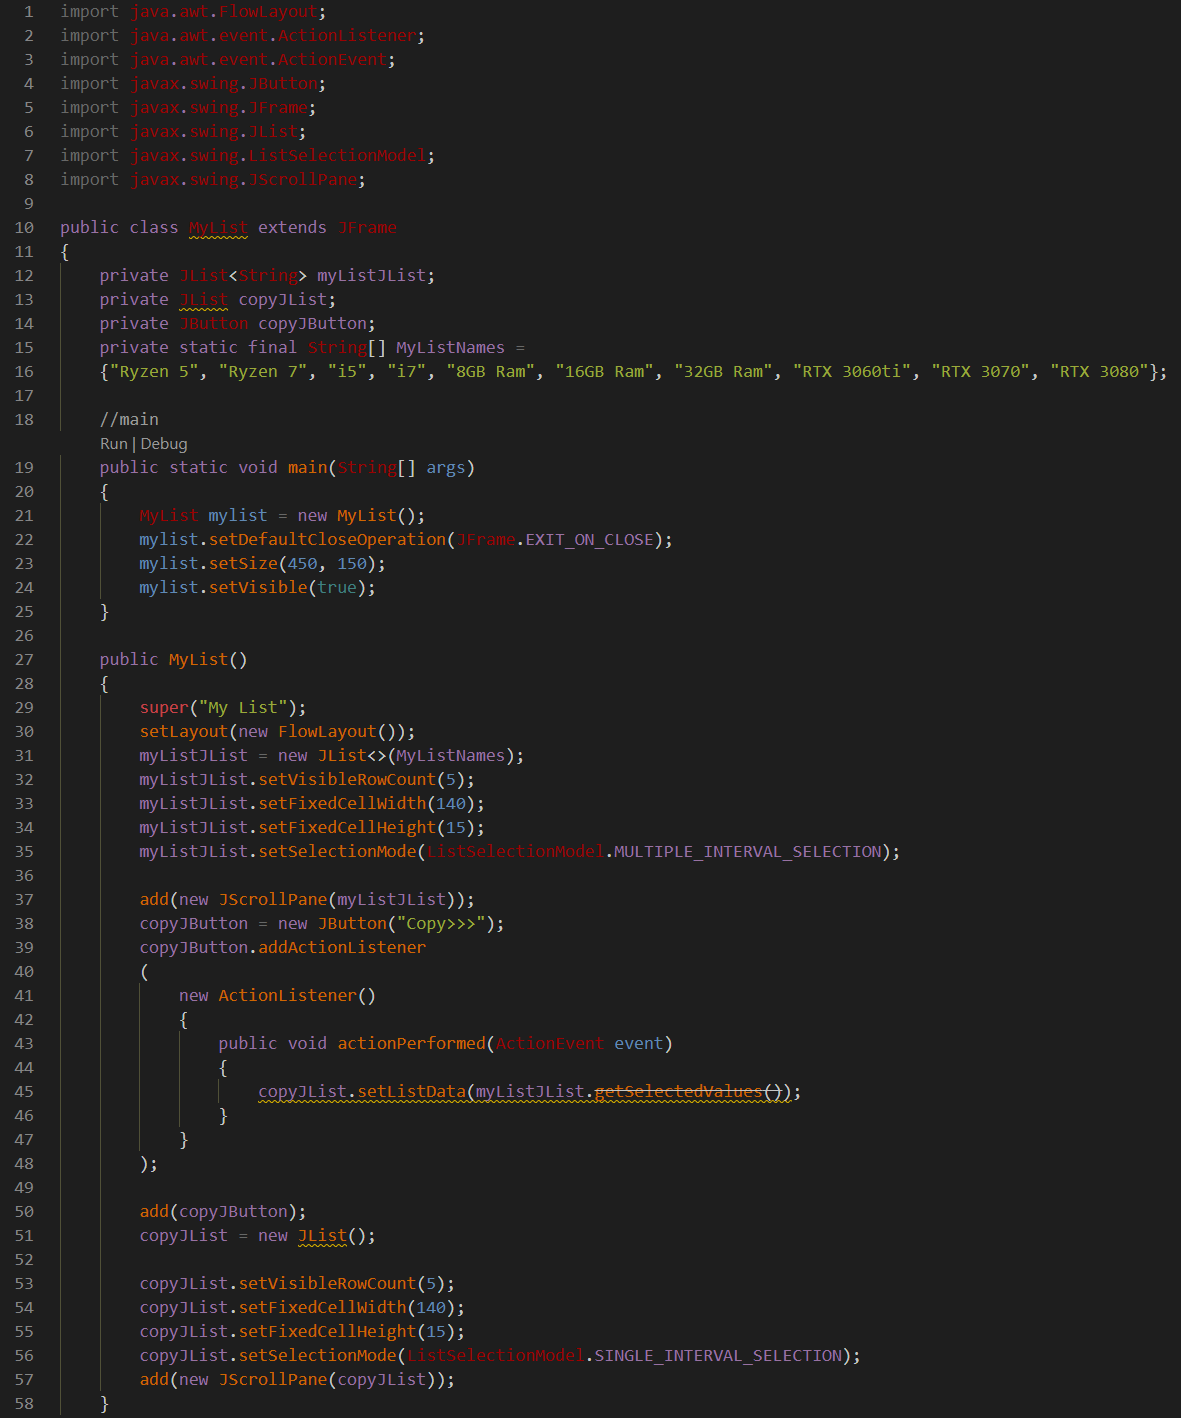 1 import java.awt.FlowLayout;
2 import java.awt.event.ActionListener;
3 import java.awt.event.ActionEvent;
4 import javax.swing.JButton;
5 import javax.swing.JFrame;
6 import javax.swing.JList;
7 import javax.swing.ListSelectionModel;
8 import javax.swing.JScrollPane;
9
10 public class MyList extends JFrame
11 {
12     private JList<String> myListJList;
13     private JList copyJList;
14     private JButton copyJButton;
15     private static final String[] MyListNames =
16     {"Ryzen 5", "Ryzen 7", "i5", "i7", "8GB Ram", "16GB Ram", "32GB Ram", "RTX 3060ti", "RTX 3070", "RTX 3080"};
17
18     //main
Run | Debug
19     public static void main(String[] args)
20     {
21         MyList mylist = new MyList();
22         mylist.setDefaultCloseOperation(JFrame.EXIT_ON_CLOSE);
23         mylist.setSize(450, 150);
24         mylist.setVisible(true);
25     }
26
27     public MyList()
28     {
29         super("My List");
30         setLayout(new FlowLayout());
31         myListJList = new JList<>(MyListNames);
32         myListJList.setVisibleRowCount(5);
33         myListJList.setFixedCellWidth(140);
34         myListJList.setFixedCellHeight(15);
35         myListJList.setSelectionMode(ListSelectionModel.MULTIPLE_INTERVAL_SELECTION);
36
37         add(new JScrollPane(myListJList));
38         copyJButton = new JButton("Copy>>>");
39         copyJButton.addActionListener
40         (
41             new ActionListener()
42             {
43                 public void actionPerformed(ActionEvent event)
44                 {
45                     copyJList.setListData(myListJList.getSelectedValues());
46                 }
47             }
48         );
49
50         add(copyJButton);
51         copyJList = new JList();
52
53         copyJList.setVisibleRowCount(5);
54         copyJList.setFixedCellWidth(140);
55         copyJList.setFixedCellHeight(15);
56         copyJList.setSelectionMode(ListSelectionModel.SINGLE_INTERVAL_SELECTION);
57         add(new JScrollPane(copyJList));
58     }